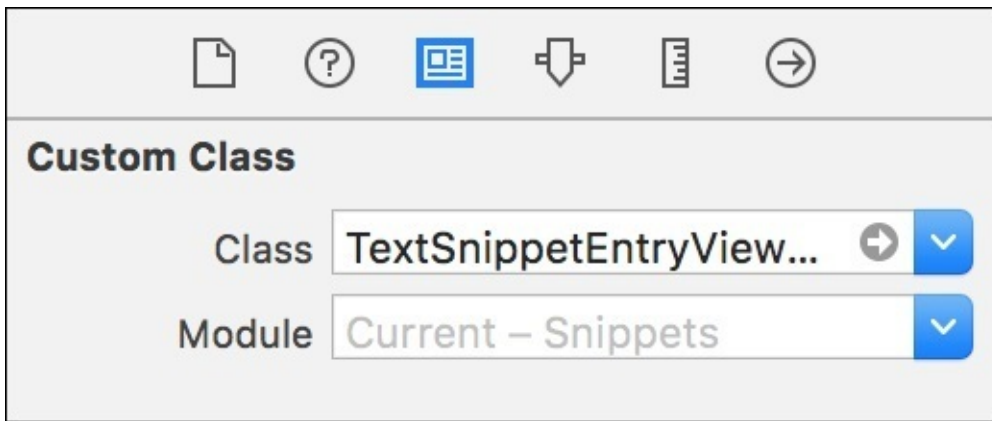 Custom Class
Class TextSnippetEntryView...
Module Current – Snippets